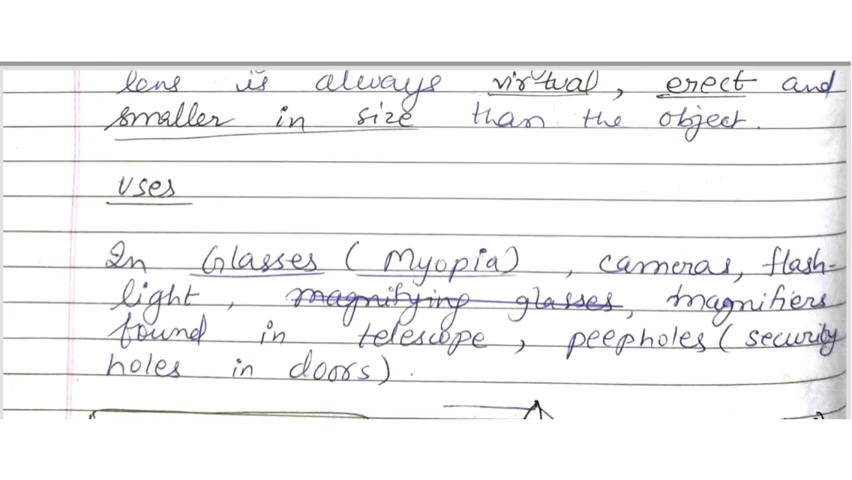 lens is always virtual, erect and
smaller in size than the object.
Uses
In Glasses (Myopia), cameras, flash-
light, magnifying glasses, magnifiers
found in telescope, peepholes (security
holes in doors).